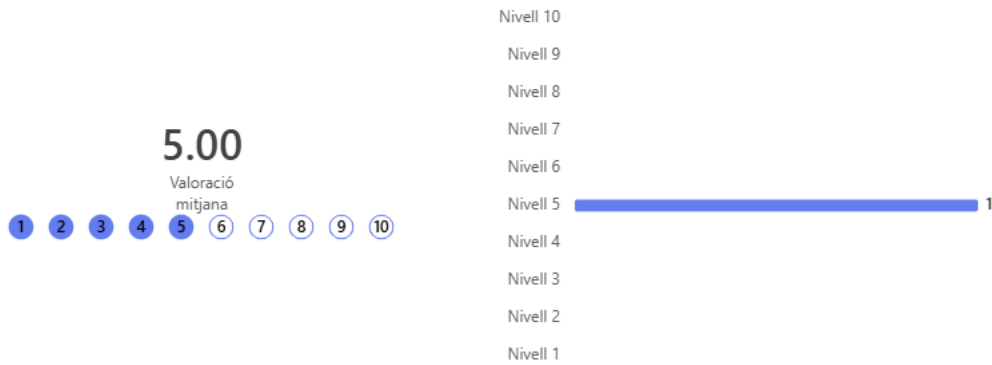 5.00
Valoració
mitjana
1 2 3 4 5 6 7 8 9 10
Nivell 10
Nivell 9
Nivell 8
Nivell 7
Nivell 6
Nivell 5 1
Nivell 4
Nivell 3
Nivell 2
Nivell 1